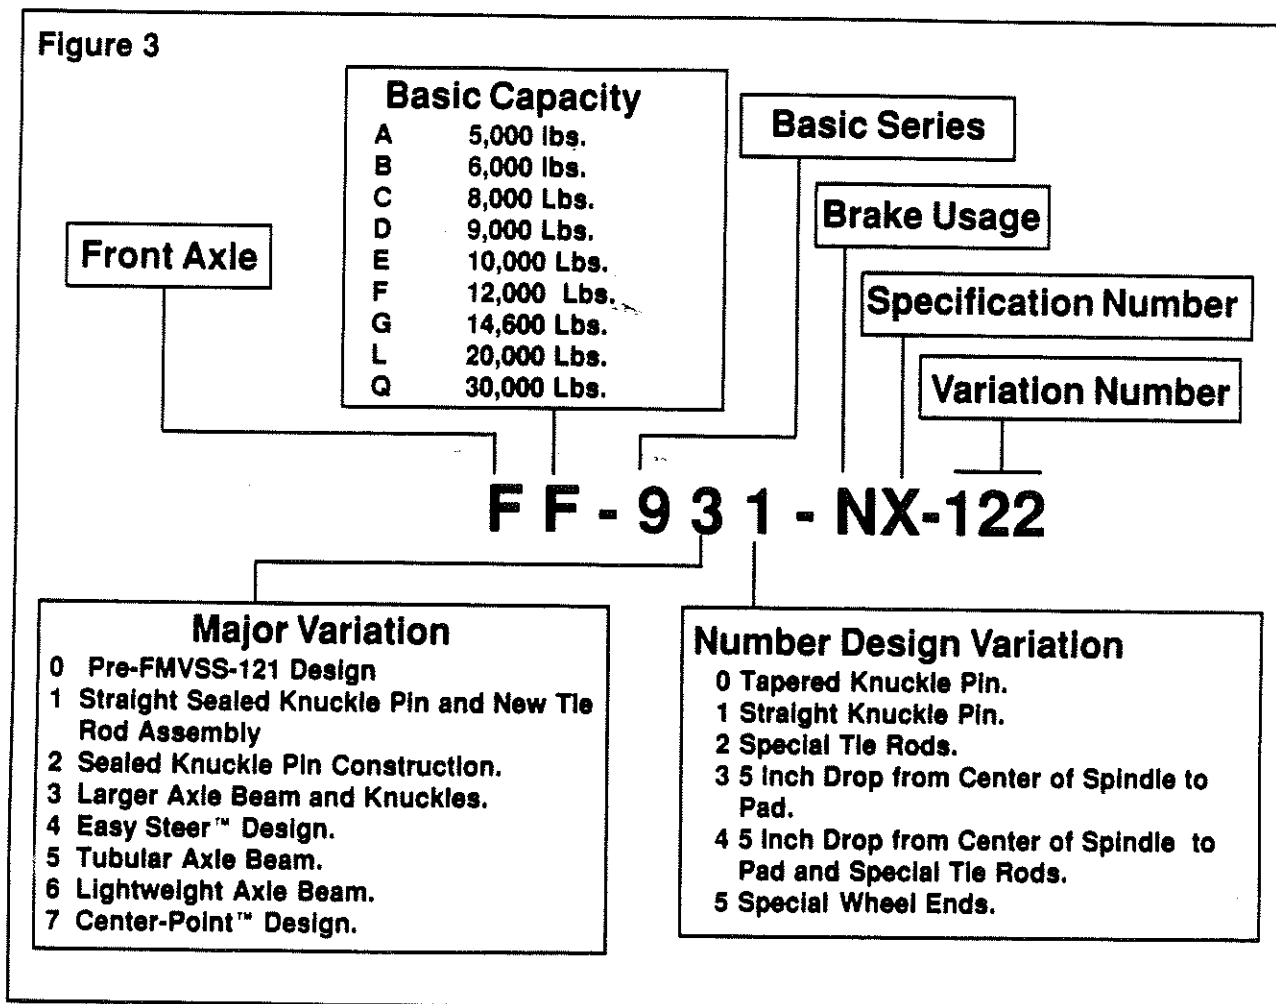 Figure 3
Basic Capacity
A 5,000 lbs.
B 6,000 lbs.
C 8,000 Lbs.
D 9,000 Lbs.
E 10,000 Lbs.
F 12,000 Lbs.
G 14,600 Lbs.
L 20,000 Lbs.
Q 30,000 Lbs.
Basic Series
Brake Usage
Front Axle
Specification Number
Variation Number
F F - 9 3 1 - NX-122
Major Variation
0 Pre-FMVSS-121 Design
1 Straight Sealed Knuckle Pin and New Tie
Rod Assembly
2 Sealed Knuckle Pin Construction.
3 Larger Axle Beam and Knuckles.
4 Easy Steer™ Design.
5 Tubular Axle Beam.
6 Lightweight Axle Beam.
7 Center-Point™ Design.
Number Design Variation
0 Tapered Knuckle Pin.
1 Straight Knuckle Pin.
2 Special Tie Rods.
3 5 Inch Drop from Center of Spindle to
Pad.
4 5 Inch Drop from Center of Spindle to
Pad and Special Tie Rods.
5 Special Wheel Ends.